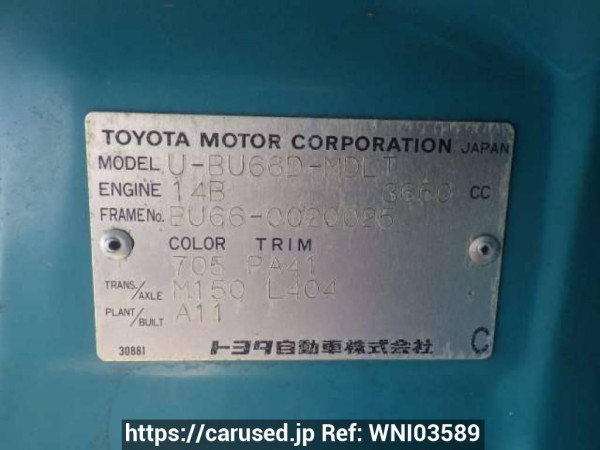 TOYOTA MOTOR CORPORATION JAPAN
MODEL U-BU66D-MDLT
ENGINE 14B 3660 CC
FRAME No. BU66-0020025
COLOR TRIM
705 PA41
TRANS/AXLE M150 L404
PLANT/BUILT A11
30881 トヨタ自動車株式会社 C
https://carused.jp Ref: WNI03589